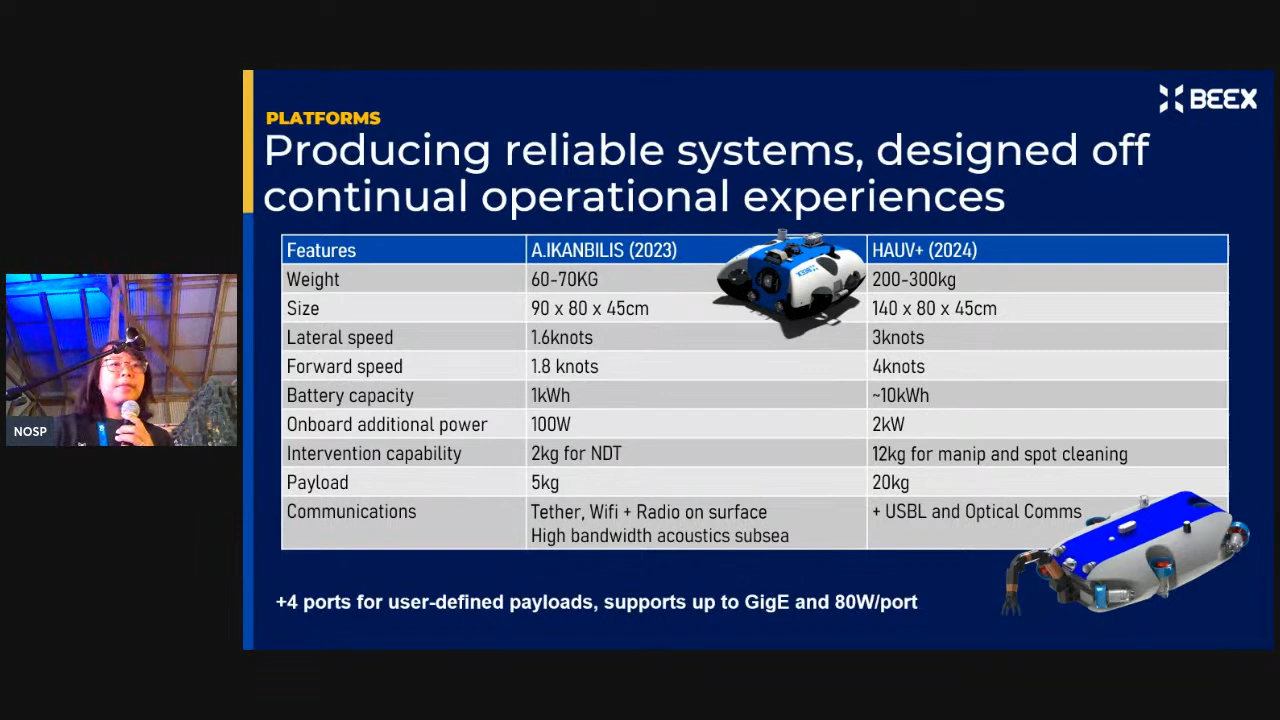 BEEX
PLATFORMS
Producing reliable systems, designed off
continual operational experiences
Features A.IKANBILIS (2023) HAUV+ (2024)
Weight 60-70KG 200-300kg
Size 90 x 80 x 45cm 140 x 80 x 45cm
Lateral speed 1.6knots 3knots
Forward speed 1.8 knots 4knots
Battery capacity 1kWh ~10kWh
Onboard additional power 100W 2kW
Intervention capability 2kg for NDT 12kg for manip and spot cleaning
Payload 5kg 20kg
Communications Tether, Wifi + Radio on surface + USBL and Optical Comms
High bandwidth acoustics subsea
+4 ports for user-defined payloads, supports up to GigE and 80W/port
NOSP